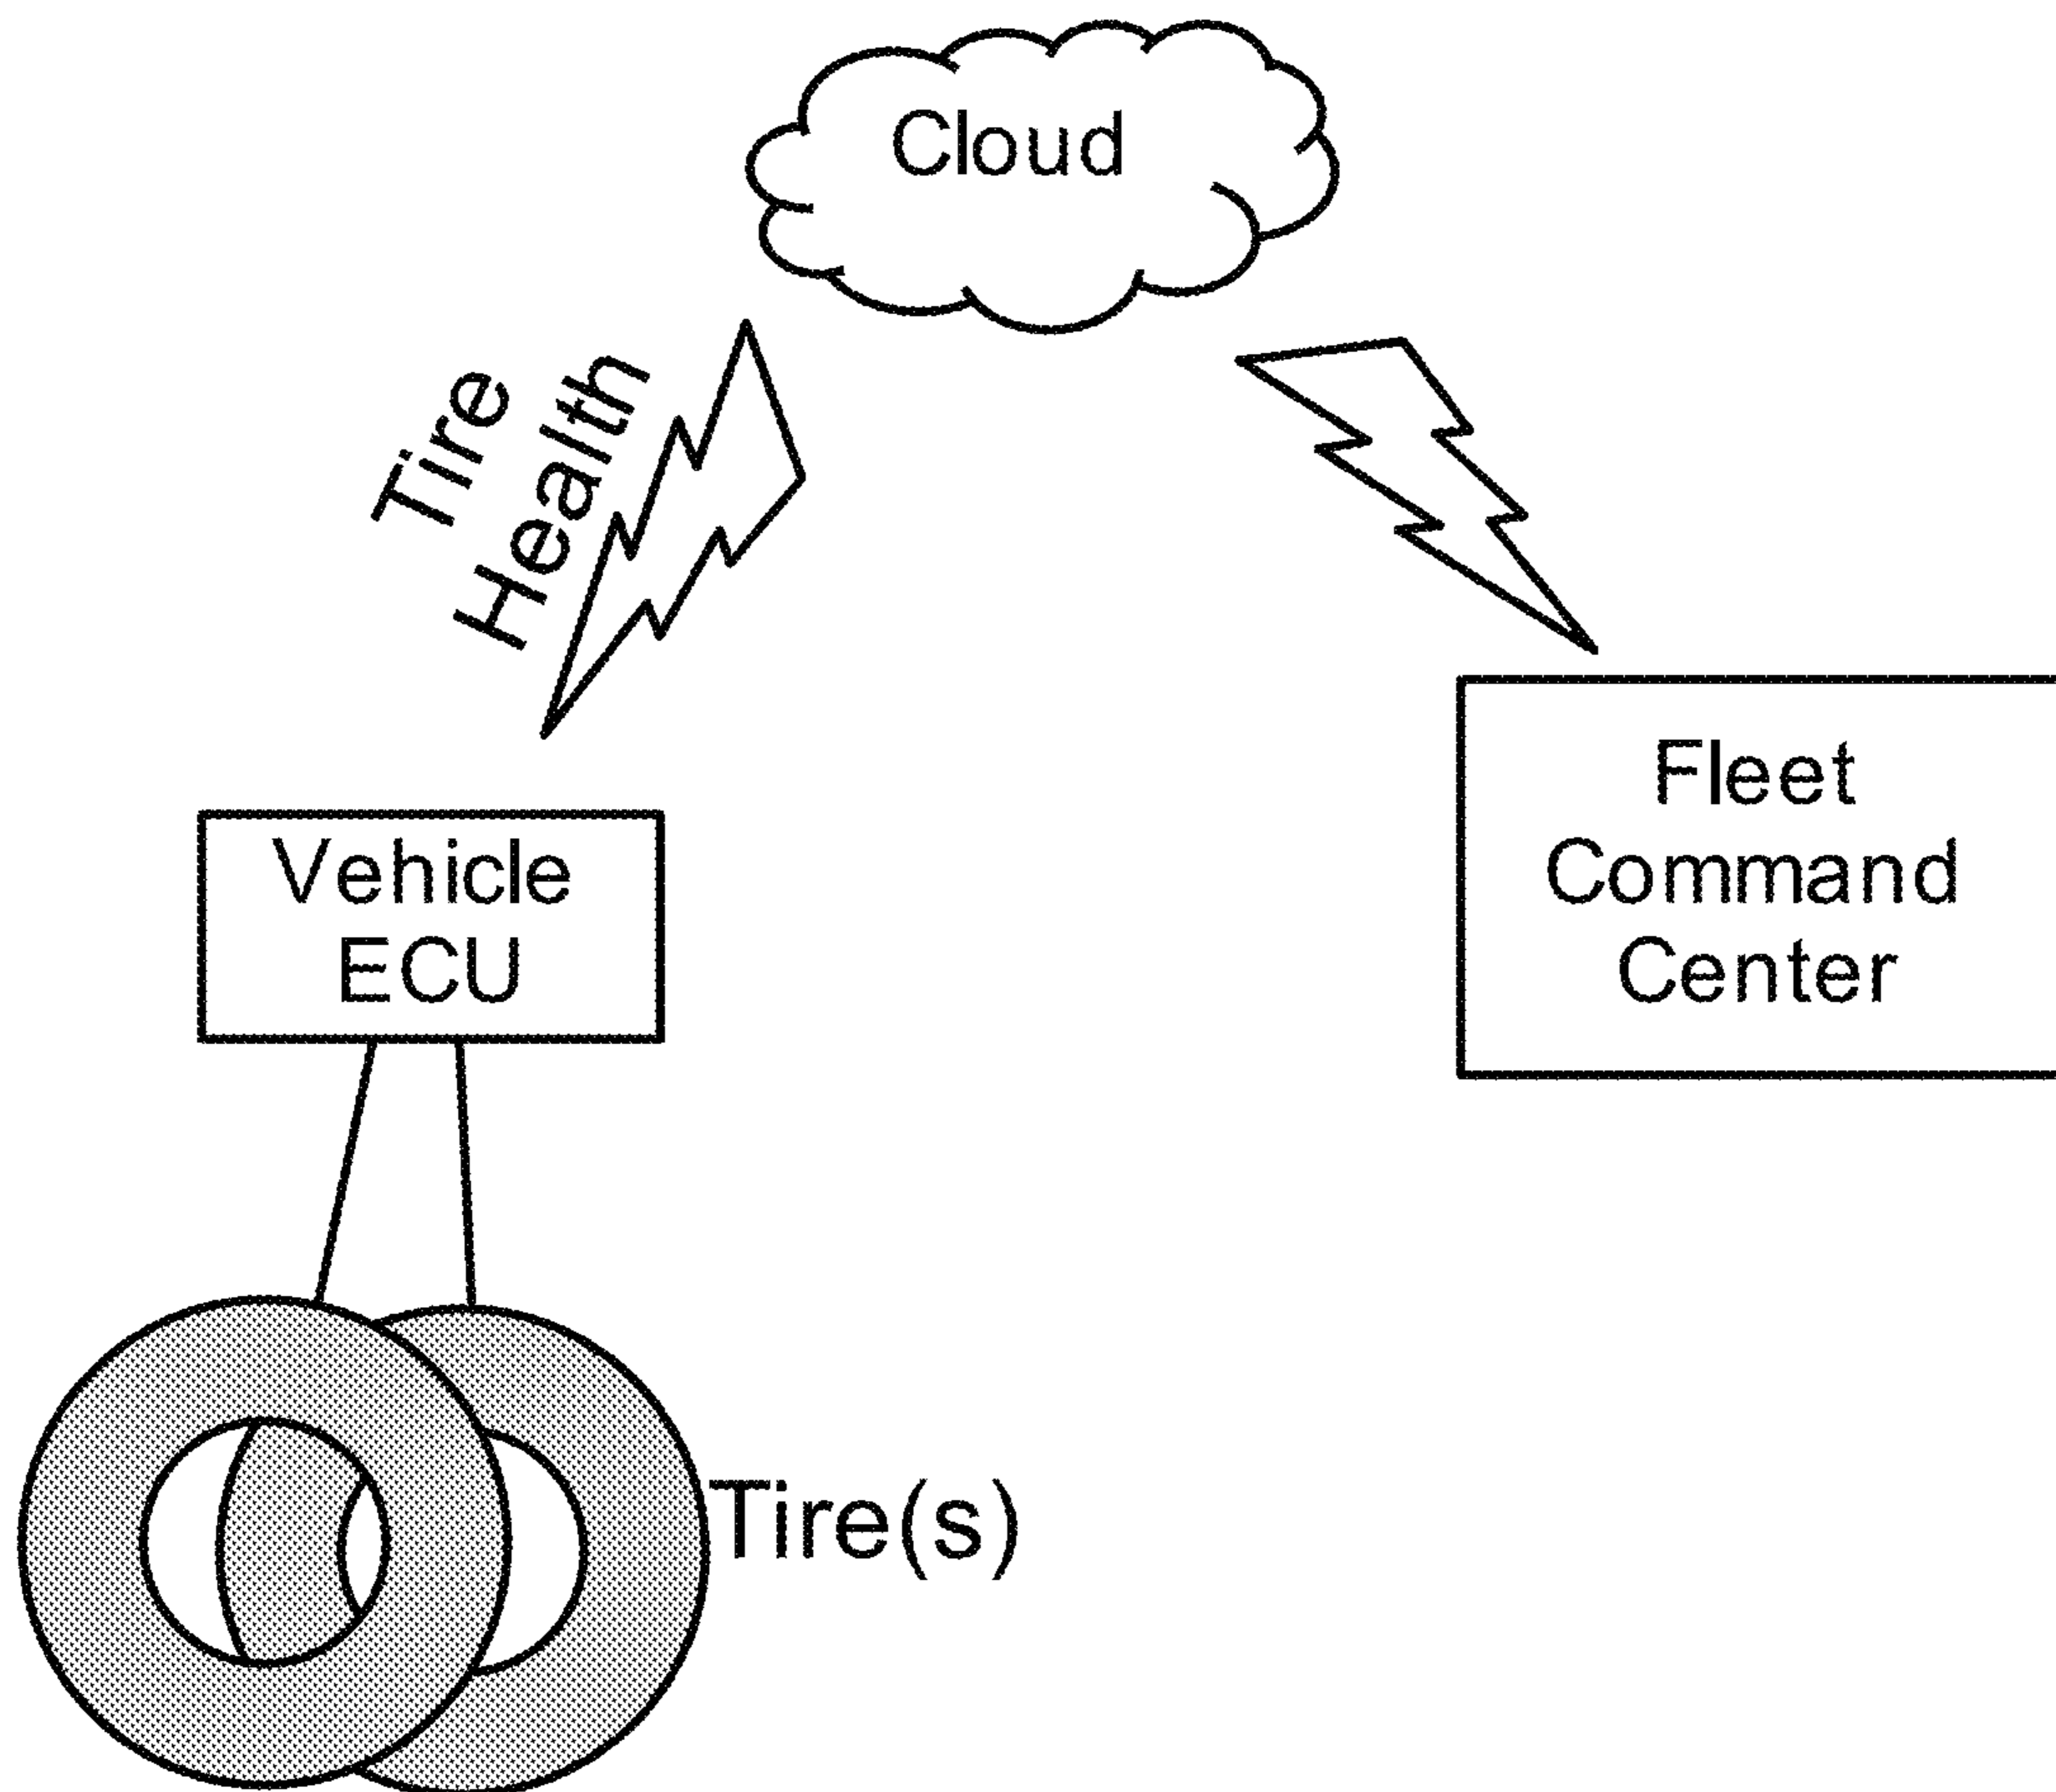 Cloud
Tire
Health
Vehicle
ECU
Fleet
Command
Center
Tire(s)